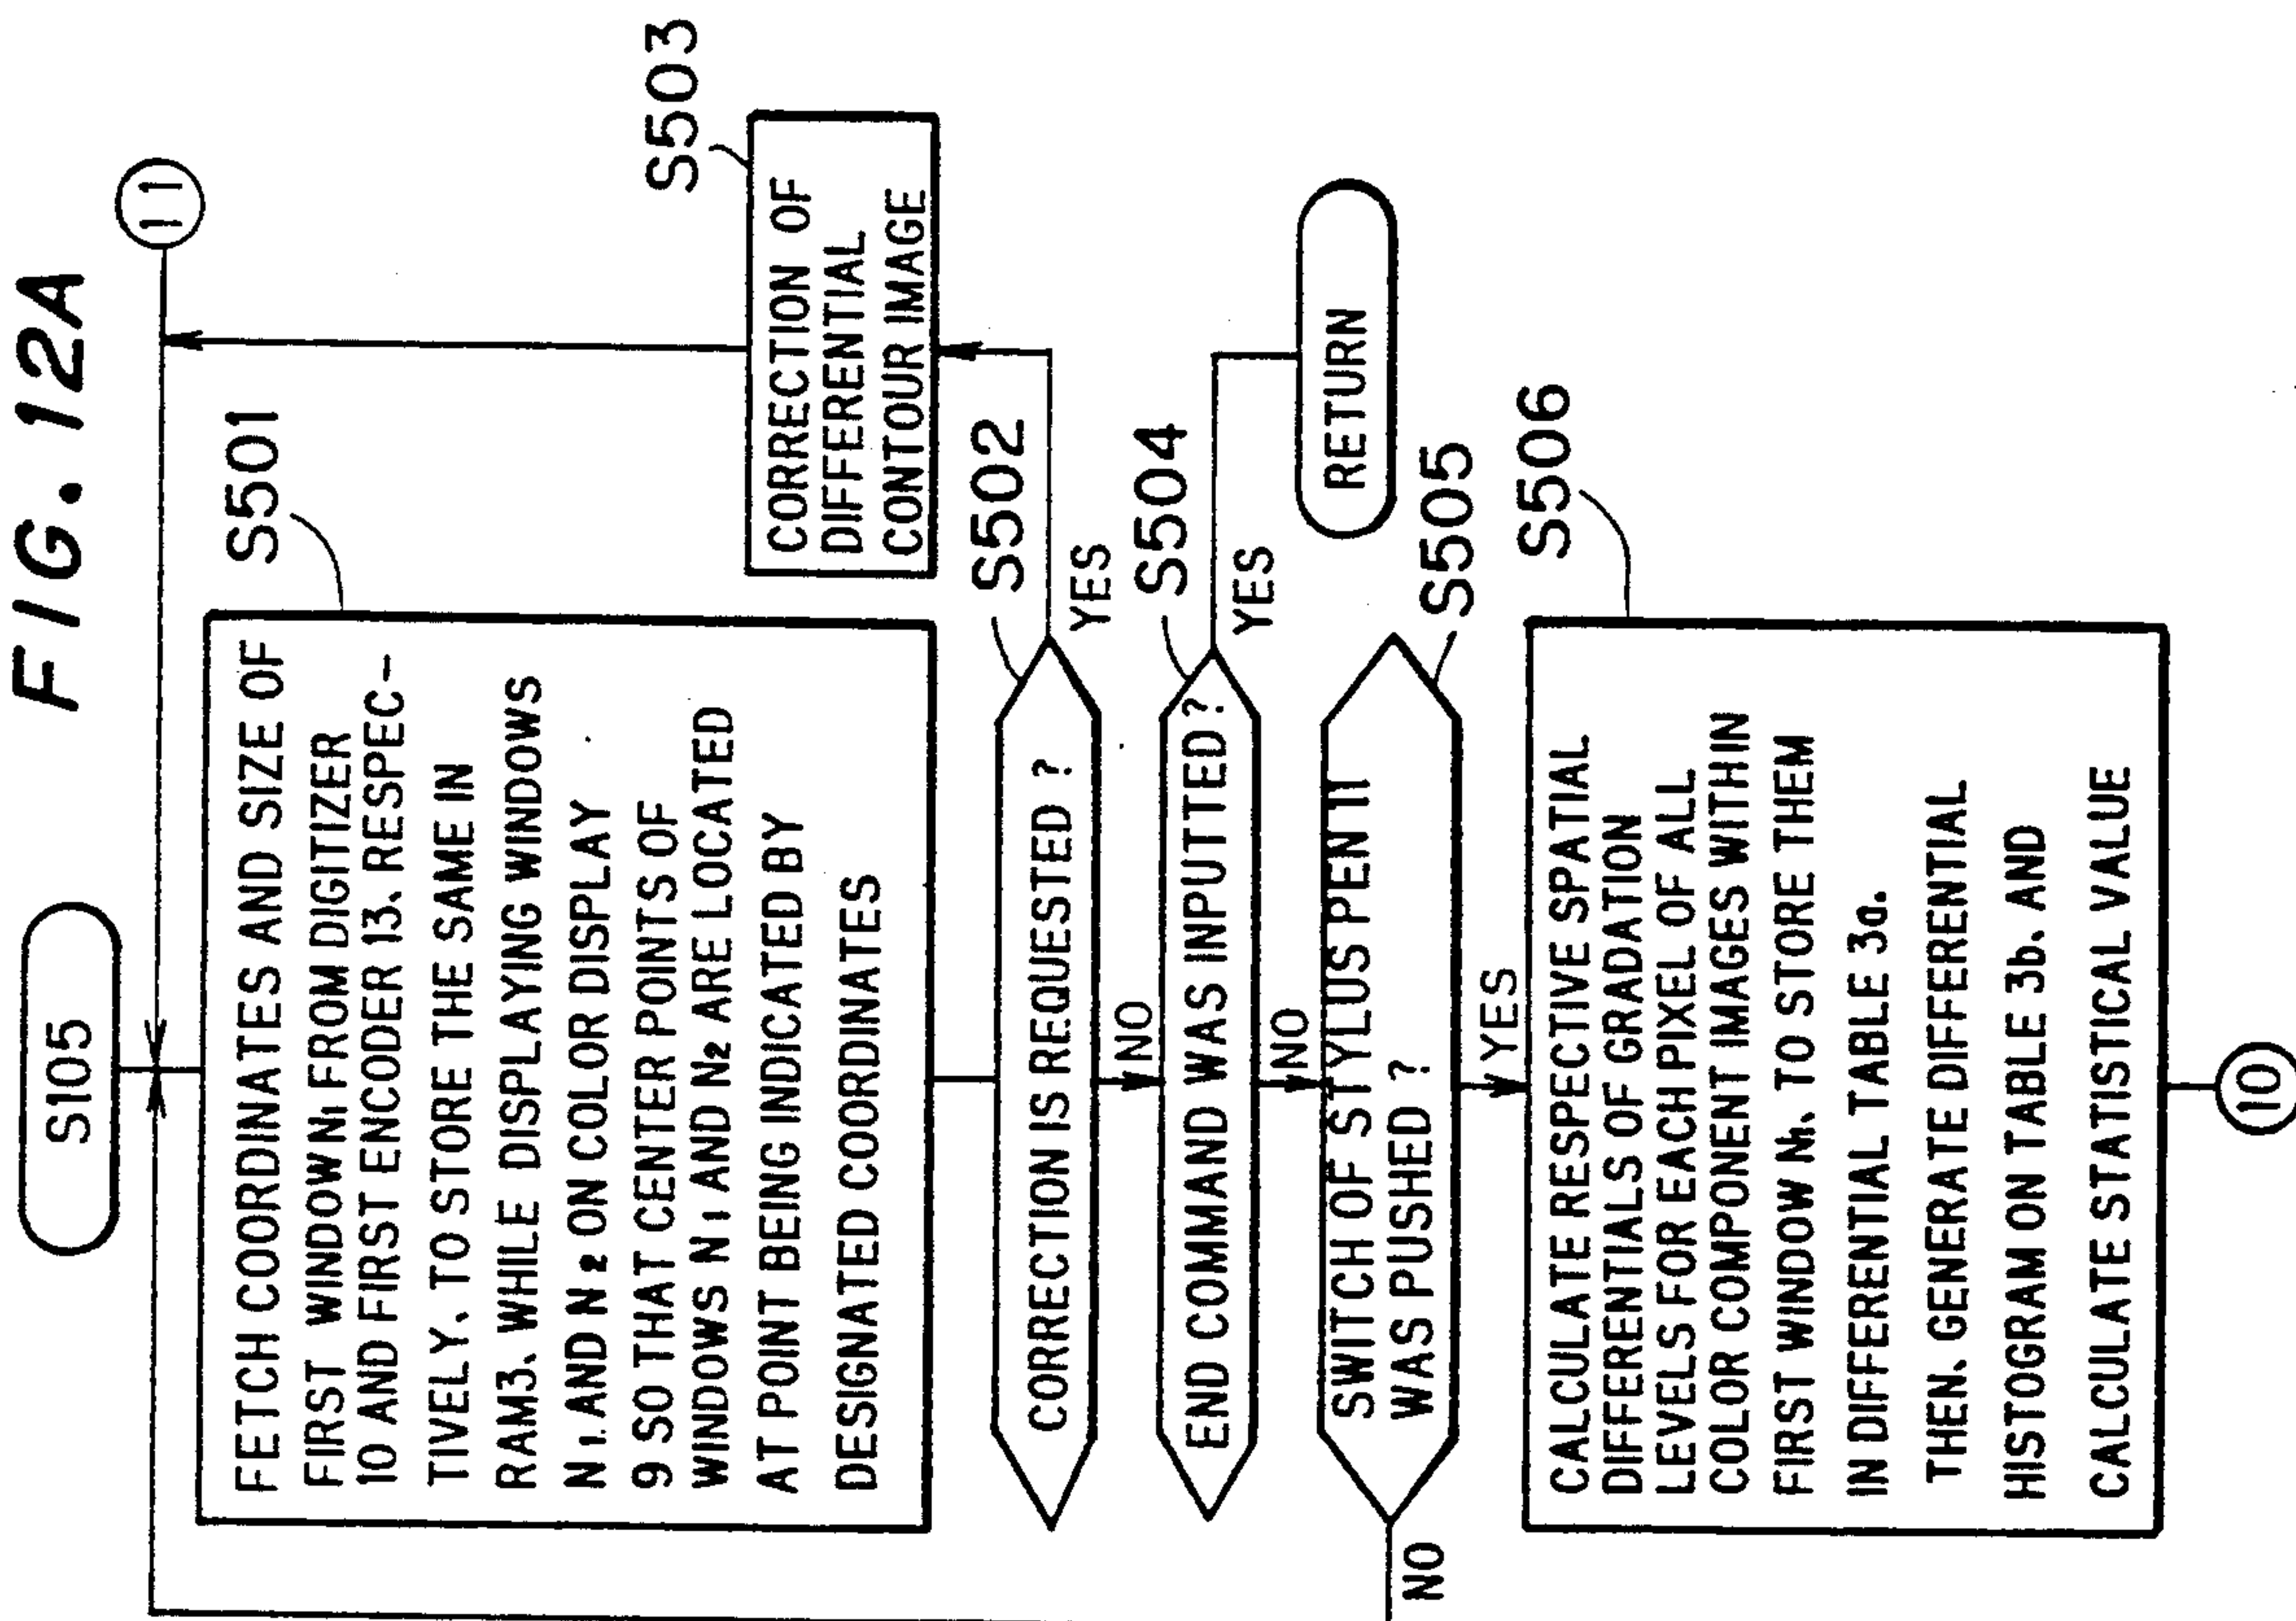 FIG. 12A
S105
11
S501
FETCH COORDINATES AND SIZE OF
FIRST WINDOW N1, FROM DIGITIZER
10 AND FIRST ENCODER 13, RESPEC-
TIVELY, TO STORE THE SAME IN
RAM3, WHILE DISPLAYING WINDOWS
N1, AND N2 ON COLOR DISPLAY
9 SO THAT CENTER POINTS OF
WINDOWS N1 AND N2 ARE LOCATED
AT POINT BEING INDICATED BY
DESIGNATED COORDINATES
S503
CORRECTION OF
DIFFERENTIAL
CONTOUR IMAGE
S502
CORRECTION IS REQUESTED ?
YES
NO
S504
END COMMAND WAS INPUTTED?
YES
RETURN
NO
S505
SWITCH OF STYLUS PEN 11
WAS PUSHED ?
NO
YES
S506
CALCULATE RESPECTIVE SPATIAL
DIFFERENTIALS OF GRADATION
LEVELS FOR EACH PIXEL OF ALL
COLOR COMPONENT IMAGES WITHIN
FIRST WINDOW N1, TO STORE THEM
IN DIFFERENTIAL TABLE 3a.
THEN, GENERATE DIFFERENTIAL
HISTOGRAM ON TABLE 3b, AND
CALCULATE STATISTICAL VALUE
10